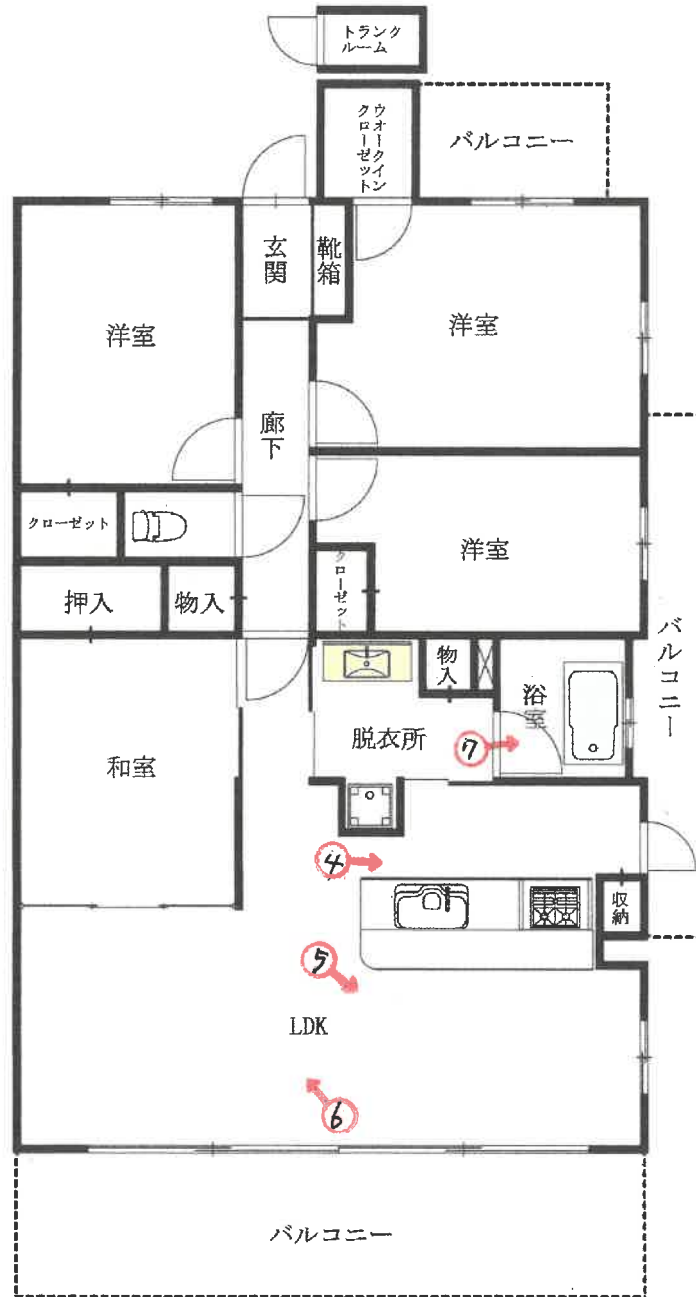 トランク
ルーム
ウオークイン
クローゼット
バルコニー
玄関
靴箱
洋室
洋室
廊下
クローゼット
洋室
クローゼット
押入
物入
バルコニー
物入
浴室
脱衣所
和室
⑦
④
収納
⑤
LDK
⑥
バルコニー